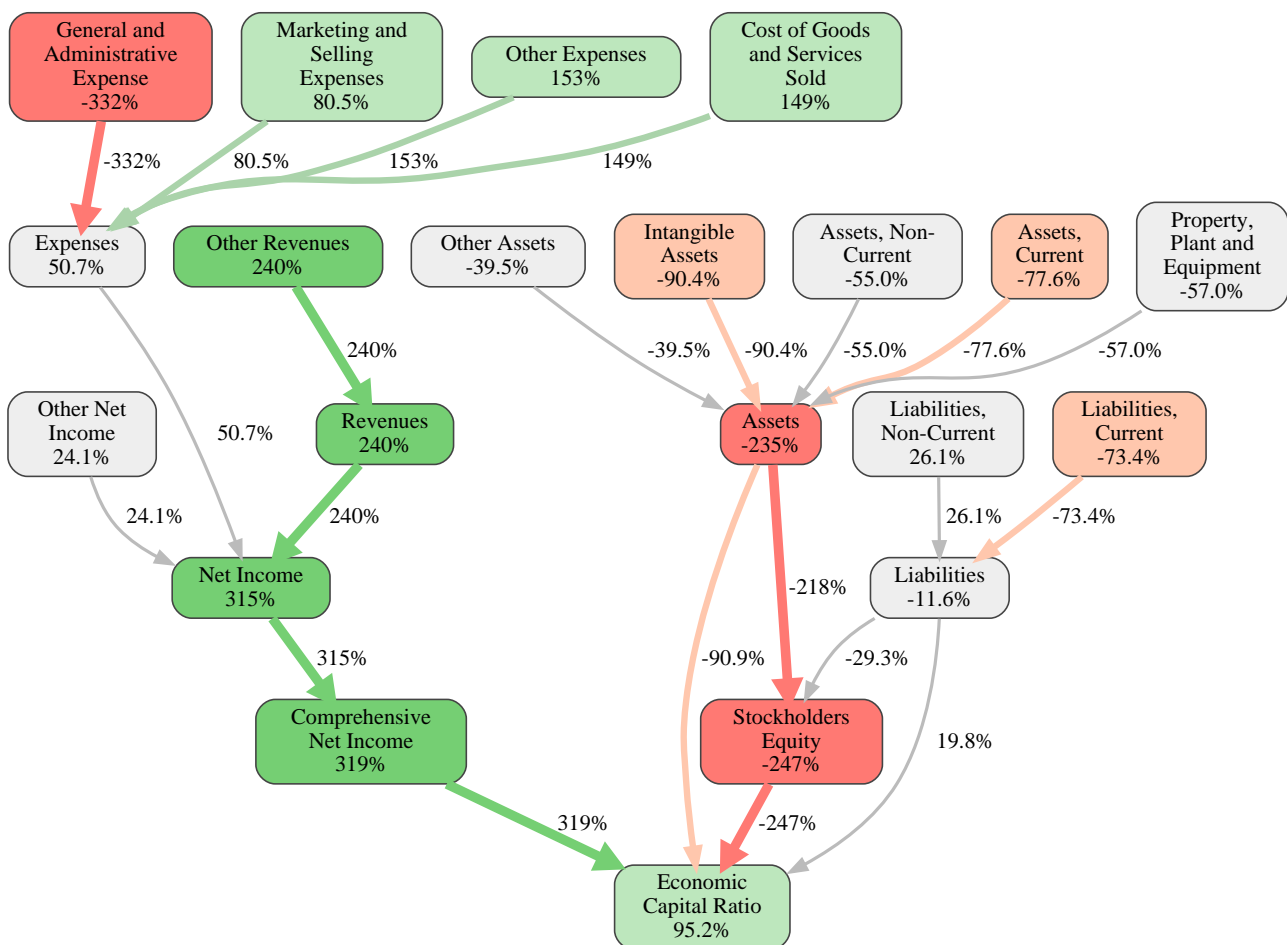 General and
Administrative
Expense
-332%
Marketing and
Selling
Expenses
80.5%
Other Expenses
153%
Cost of Goods
and Services
Sold
149%
-332%
80.5%
153%
149%
Expenses
50.7%
Other Revenues
240%
Other Assets
-39.5%
Intangible
Assets
-90.4%
Assets, Non-
Current
-55.0%
Assets,
Current
-77.6%
Property,
Plant and
Equipment
-57.0%
240%
-39.5%
-90.4%
-55.0%
-77.6%
-57.0%
Other Net
Income
24.1%
50.7%
Revenues
240%
Assets
-235%
Liabilities,
Non-Current
26.1%
Liabilities,
Current
-73.4%
24.1%
240%
26.1%
-73.4%
Net Income
315%
-218%
Liabilities
-11.6%
315%
-90.9%
-29.3%
Comprehensive
Net Income
319%
Stockholders
Equity
-247%
19.8%
319%
-247%
Economic
Capital Ratio
95.2%